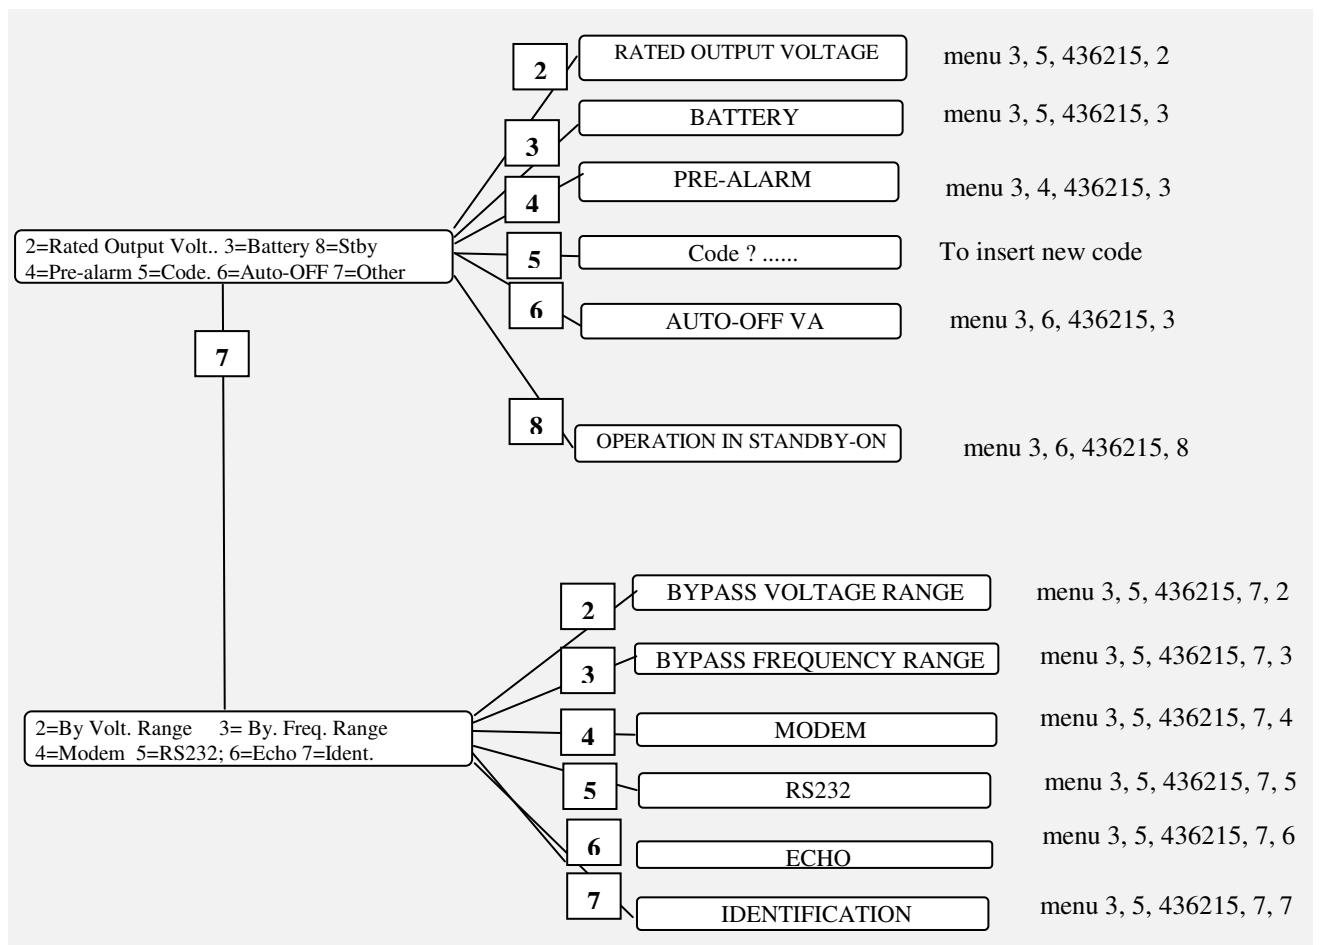 2
RATED OUTPUT VOLTAGE
menu 3, 5, 436215, 2
3
BATTERY
menu 3, 5, 436215, 3
4
PRE-ALARM
menu 3, 4, 436215, 3
2=Rated Output Volt.. 3=Battery 8=Stby
4=Pre-alarm 5=Code. 6=Auto-OFF 7=Other
5
Code ? ......
To insert new code
6
AUTO-OFF VA
menu 3, 6, 436215, 3
7
8
OPERATION IN STANDBY-ON
menu 3, 6, 436215, 8
2
BYPASS VOLTAGE RANGE
menu 3, 5, 436215, 7, 2
3
BYPASS FREQUENCY RANGE
menu 3, 5, 436215, 7, 3
2=By Volt. Range 3= By. Freq. Range
4=Modem 5=RS232; 6=Echo 7=Ident.
4
MODEM
menu 3, 5, 436215, 7, 4
5
RS232
menu 3, 5, 436215, 7, 5
6
ECHO
menu 3, 5, 436215, 7, 6
7
IDENTIFICATION
menu 3, 5, 436215, 7, 7